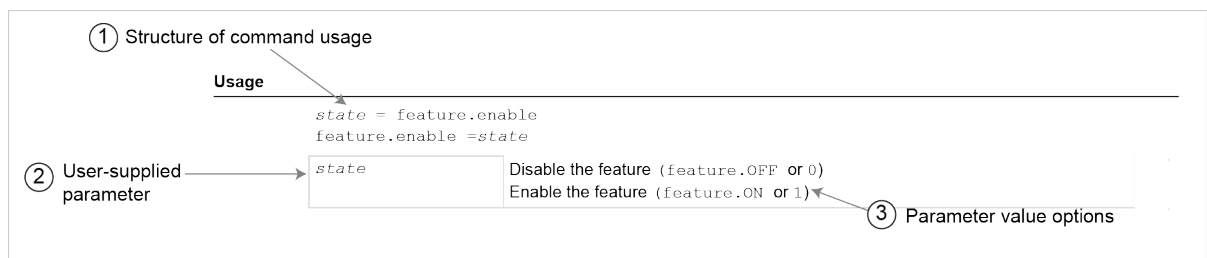 1 Structure of command usage
Usage
state = feature.enable
feature.enable =state
2 User-supplied
parameter
state Disable the feature (feature.OFF or 0)
Enable the feature (feature.ON or 1)
3 Parameter value options